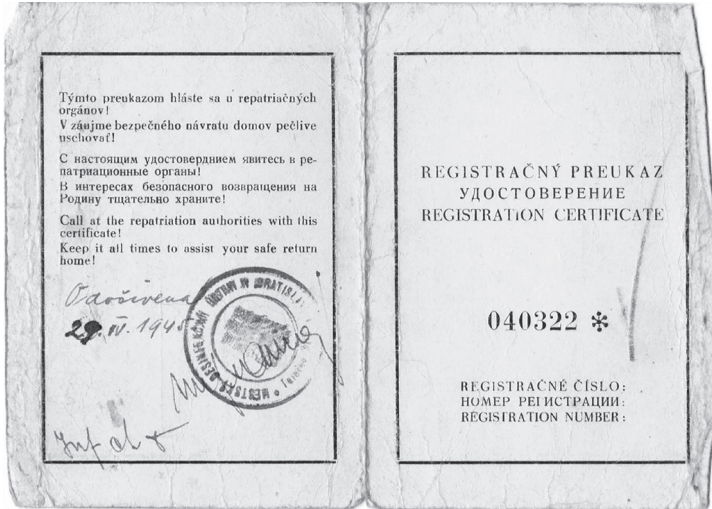 Týmto preukazom hláste sa u repatriačných
orgánov!
V záujme bezpečného návratu domov pečlive
uschovať!
С настоящим удостовердниeм явитесь в ре-
патриационные органы!
В интересах безопасного возвращения на
Родину тщательно храните!
Call at the repatriation authorities with this
certificate!
Keep it all times to assist your safe return
home!
Odošivena
29. IV. 1945
REGISTRAČNÝ PREUKAZ
УДОСТОВЕРЕНИЕ
REGISTRATION CERTIFICATE
040322 *
REGISTRAČNÉ ČÍSLO:
НОМЕР РЕГИСТРАЦИИ:
REGISTRATION NUMBER: